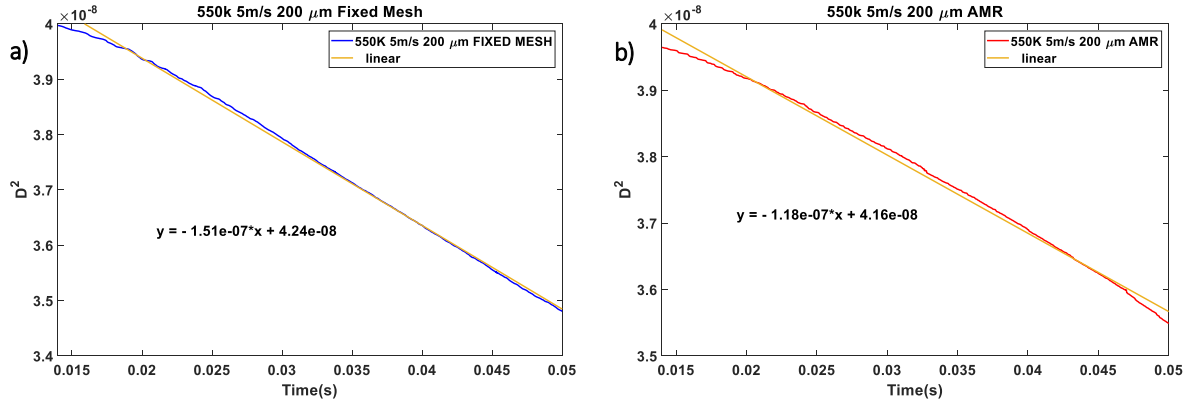 a)
550k 5m/s 200 μm Fixed Mesh
× 10⁻⁸
4
3.9
3.8
3.7
3.6
3.5
3.4
D²
550K 5m/s 200 μm FIXED MESH
linear
y = - 1.51e-07*x + 4.24e-08
0.015 0.02 0.025 0.03 0.035 0.04 0.045 0.05
Time(s)
b)
550k 5m/s 200 μm AMR
× 10⁻⁸
4
3.9
3.8
3.7
3.6
3.5
D²
550K 5m/s 200 μm AMR
linear
y = - 1.18e-07*x + 4.16e-08
0.015 0.02 0.025 0.03 0.035 0.04 0.045 0.05
Time(s)